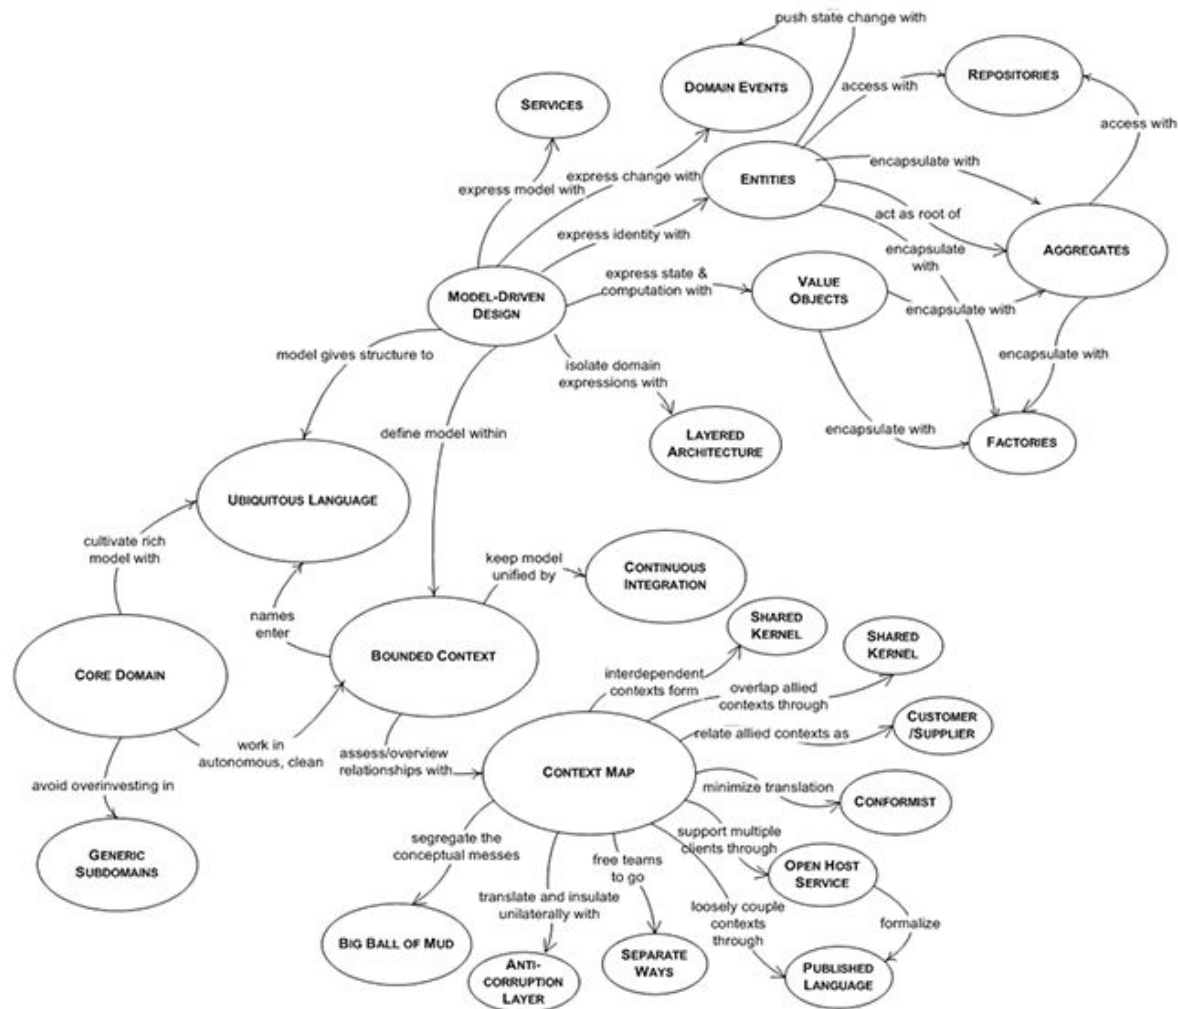 push state change with
DOMAIN EVENTS
REPOSITORIES
access with
SERVICES
access with
express model with
express change with
ENTITIES
encapsulate with
act as root of
express identity with
encapsulate
with
AGGREGATES
MODEL-DRIVEN
DESIGN
express state &
computation with
VALUE
OBJECTS
encapsulate with
model gives structure to
isolate domain
expressions with
encapsulate with
define model within
LAYERED
ARCHITECTURE
encapsulate with
FACTORIES
UBIQUITOUS LANGUAGE
cultivate rich
model with
keep model
unified by
CONTINUOUS
INTEGRATION
names
enter
SHARED
KERNEL
SHARED
KERNEL
CORE DOMAIN
BOUNDED CONTEXT
interdependent
contexts form
overlap allied
contexts through
CUSTOMER
/SUPPLIER
relate allied contexts as
work in
autonomous, clean
assess/overview
relationships with
CONTEXT MAP
avoid overinvesting in
minimize translation
CONFORMIST
GENERIC
SUBDOMAINS
segregate the
conceptual messes
support multiple
clients through
free teams
to go
OPEN HOST
SERVICE
translate and insulate
unilaterally with
loosely couple
contexts
through
formalize
BIG BALL OF MUD
ANTI-
CORRUPTION
LAYER
SEPARATE
WAYS
PUBLISHED
LANGUAGE